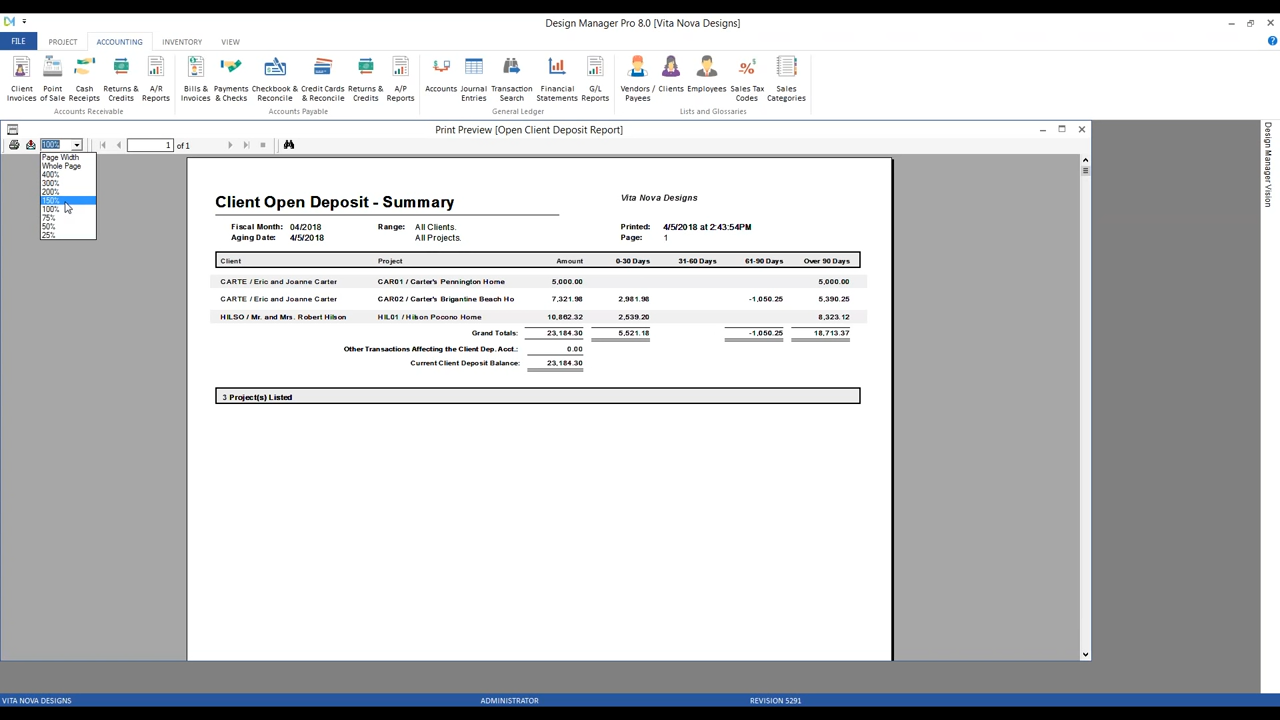 Design Manager Pro 8.0 [Vita Nova Designs]
FILE PROJECT ACCOUNTING INVENTORY VIEW
Client Invoices Point of Sale Cash Receipts Returns & Credits A/R Reports Bills & Invoices Payments & Checks Checkbook & Reconcile Credit Cards & Reconcile Returns & Credits A/P Reports Accounts Journal Entries Transaction Search Financial Statements G/L Reports Vendors / Payees Clients Employees Sales Tax Codes Sales Categories
Accounts Receivable Accounts Payable General Ledger Lists and Glossaries
Print Preview [Open Client Deposit Report]
100% 1 of 1
Page Width
Whole Page
400%
300%
200%
150%
100%
75%
50%
25%
Client Open Deposit - Summary Vita Nova Designs
Fiscal Month: 04/2018 Range: All Clients. Printed: 4/5/2018 at 2:43:54PM
Aging Date: 4/5/2018 All Projects. Page: 1
Client Project Amount 0-30 Days 31-60 Days 61-90 Days Over 90 Days
CARTE / Eric and Joanne Carter CAR01 / Carter's Pennington Home 5,000.00 5,000.00
CARTE / Eric and Joanne Carter CAR02 / Carter's Brigantine Beach Ho 7,321.98 2,981.98 -1,050.25 5,390.25
HILSO / Mr. and Mrs. Robert Hilson HIL01 / Hilson Pocono Home 10,862.32 2,539.20 8,323.12
Grand Totals: 23,184.30 5,521.18 -1,050.25 18,713.37
Other Transactions Affecting the Client Dep. Acct.: 0.00
Current Client Deposit Balance: 23,184.30
3 Project(s) Listed
Design Manager Vision
VITA NOVA DESIGNS ADMINISTRATOR REVISION 5291